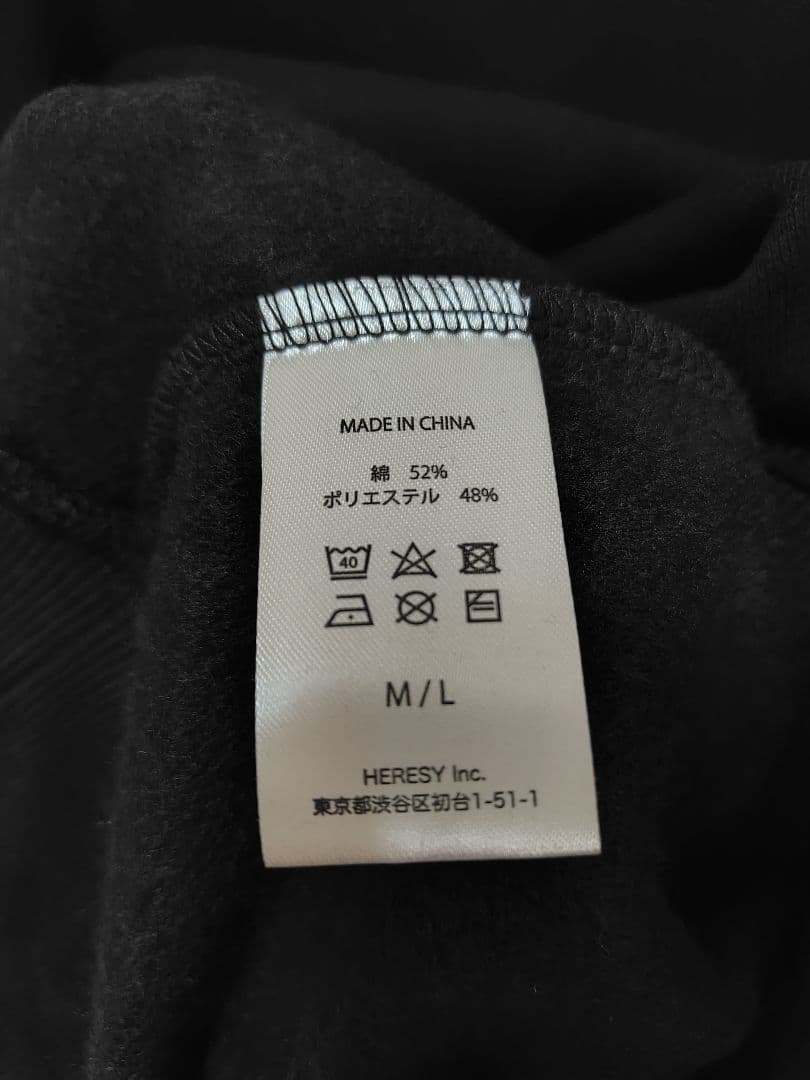 MADE IN CHINA
綿 52%
ポリエステル 48%
40
M / L
HERESY Inc.
東京都渋谷区初台1-51-1